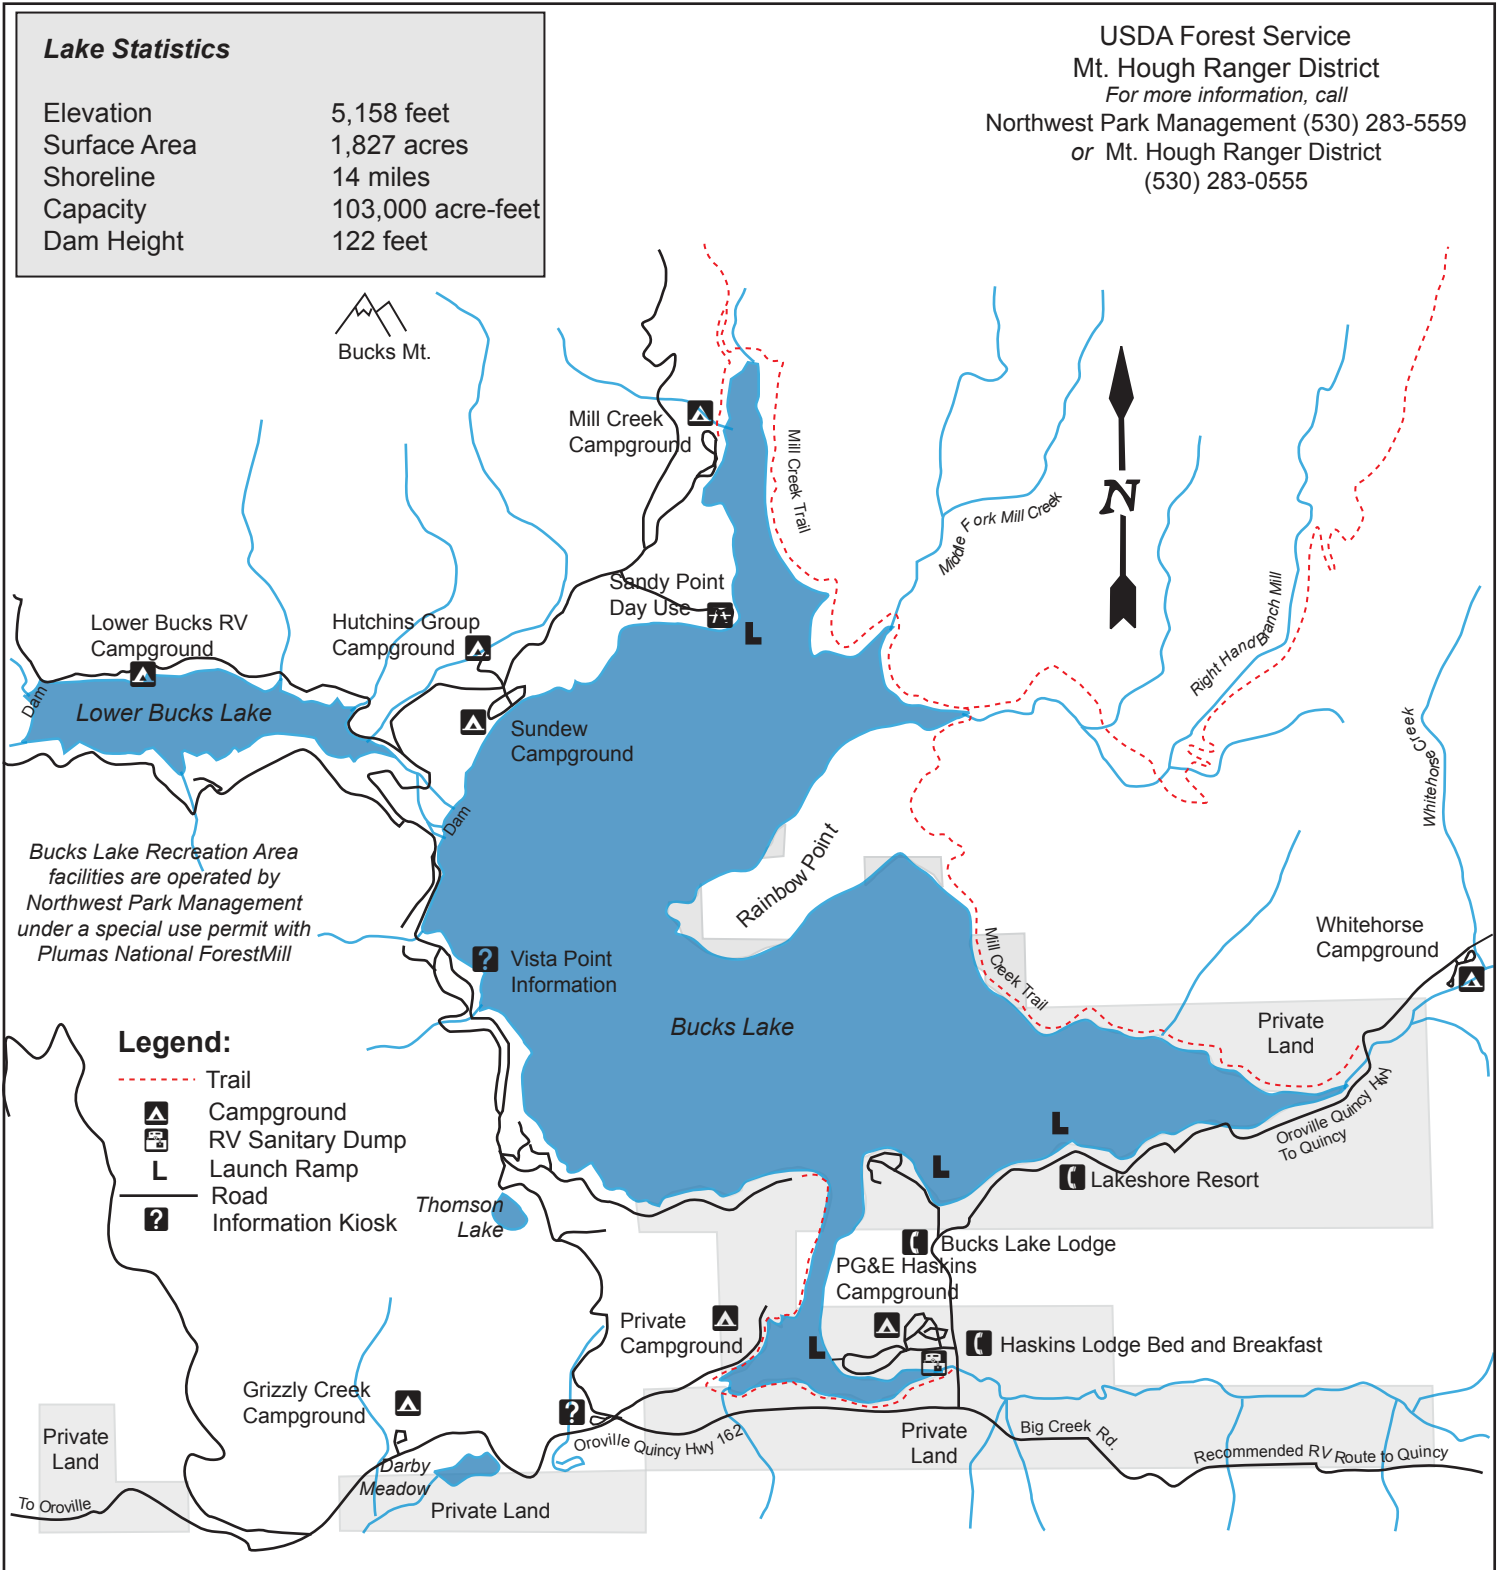 Lake Statistics
Elevation 5,158 feet
Surface Area 1,827 acres
Shoreline 14 miles
Capacity 103,000 acre-feet
Dam Height 122 feet
USDA Forest Service
Mt. Hough Ranger District
For more information, call
Northwest Park Management (530) 283-5559
or Mt. Hough Ranger District
(530) 283-0555
Bucks Mt.
Mill Creek
Campground
Mill Creek Trail
Middle Fork Mill Creek
N
Sandy Point
Day Use
L
Right Hand Branch Mill
Lower Bucks RV
Campground
Hutchins Group
Campground
Dam
Lower Bucks Lake
Sundew
Campground
Whitehorse Creek
Dam
Bucks Lake Recreation Area
facilities are operated by
Northwest Park Management
under a special use permit with
Plumas National ForestMill
Rainbow Point
Whitehorse
Campground
?
Vista Point
Information
Mill Creek Trail
Bucks Lake
Private
Land
Legend:
Trail
Campground
RV Sanitary Dump
L Launch Ramp
Road
? Information Kiosk
Oroville Quincy Hwy
To Quincy
L
L
Lakeshore Resort
Thomson
Lake
Bucks Lake Lodge
PG&E Haskins
Campground
Private
Campground
L
Haskins Lodge Bed and Breakfast
Grizzly Creek
Campground
?
Oroville Quincy Hwy 162
Private
Land
Big Creek Rd.
Recommended RV Route to Quincy
Private
Land
Darby
Meadow
To Oroville
Private Land